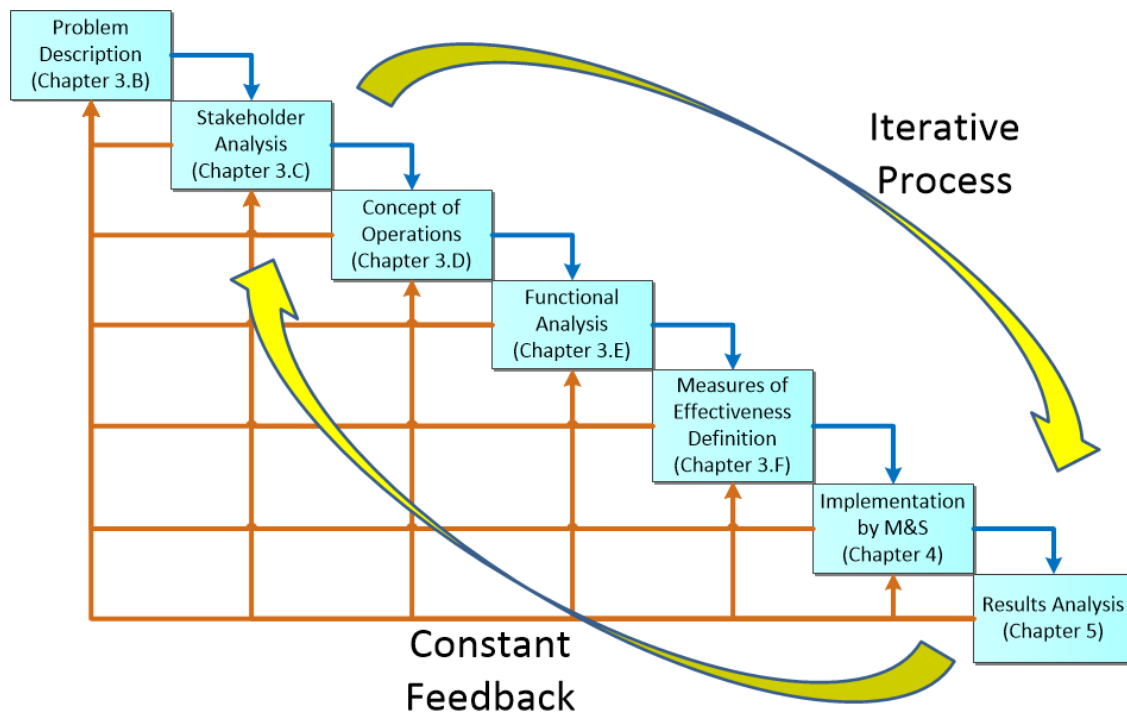 Problem
Description
(Chapter 3.B)
Stakeholder
Analysis
(Chapter 3.C)
Iterative
Process
Concept of
Operations
(Chapter 3.D)
Functional
Analysis
(Chapter 3.E)
Measures of
Effectiveness
Definition
(Chapter 3.F)
Implementation
by M&S
(Chapter 4)
Results Analysis
(Chapter 5)
Constant
Feedback